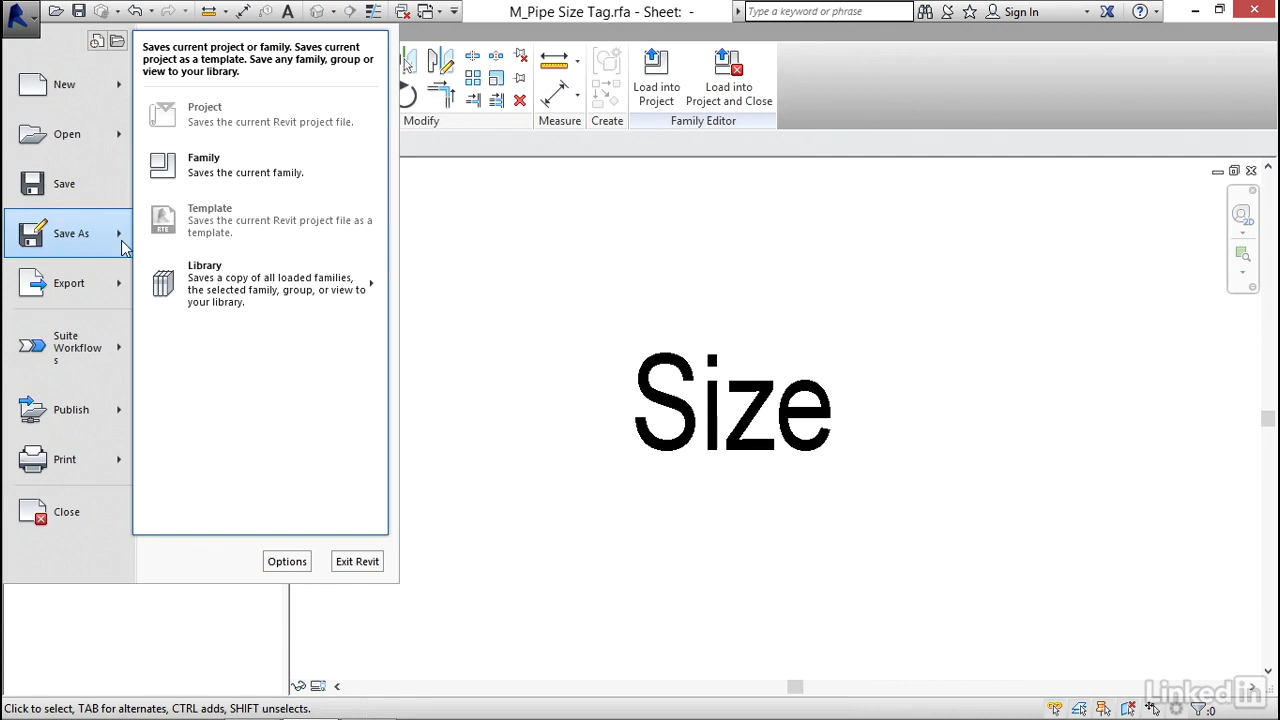 M_Pipe Size Tag.rfa - Sheet: -
Type a keyword or phrase
Sign In
Saves current project or family. Saves current
project as a template. Save any family, group or
view to your library.
New
Open
Save
Save As
Export
Suite
Workflow
s
Publish
Print
Close
Project
Saves the current Revit project file.
Family
Saves the current family.
Template
Saves the current Revit project file as a
template.
RTE
Library
Saves a copy of all loaded families,
the selected family, group, or view to
your library.
Options
Exit Revit
Load into
Project
Load into
Project and Close
Modify
Measure
Create
Family Editor
2D
Size
Click to select, TAB for alternates, CTRL adds, SHIFT unselects.
:0
LinkedIn